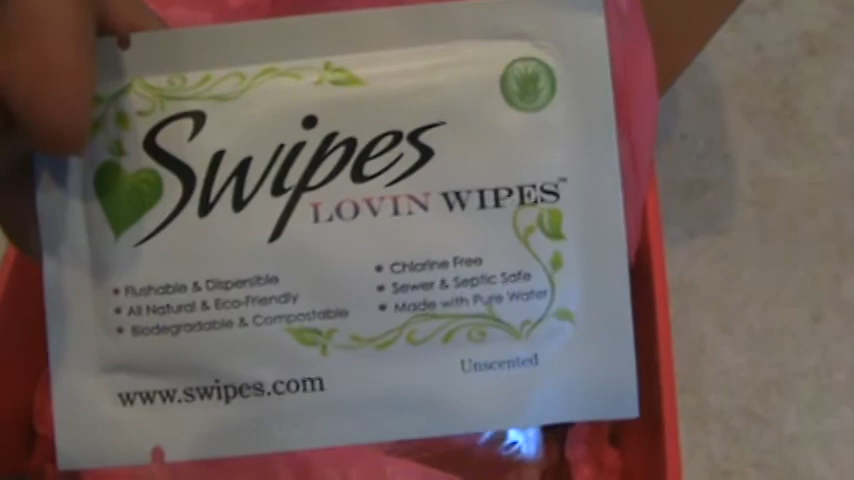 Swipes
LOVIN WIPES™
• Flushable & Dispersible
• All Natural & Eco-Friendly
• Biodegradable & Compostable
• Chlorine Free
• Sewer & Septic Safe
• Made with Pure Water
Unscented
www.swipes.com